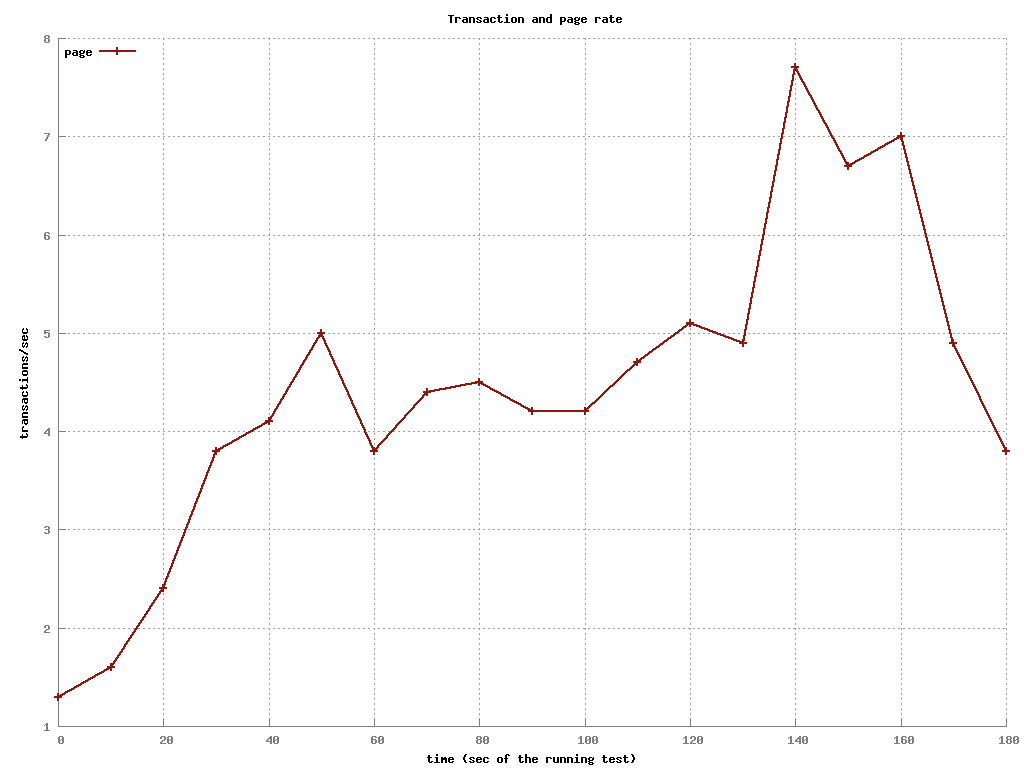 Transaction and page rate
8
page
7
6
5
4
3
2
1
transactions/sec
0 20 40 60 80 100 120 140 160 180
time (sec of the running test)